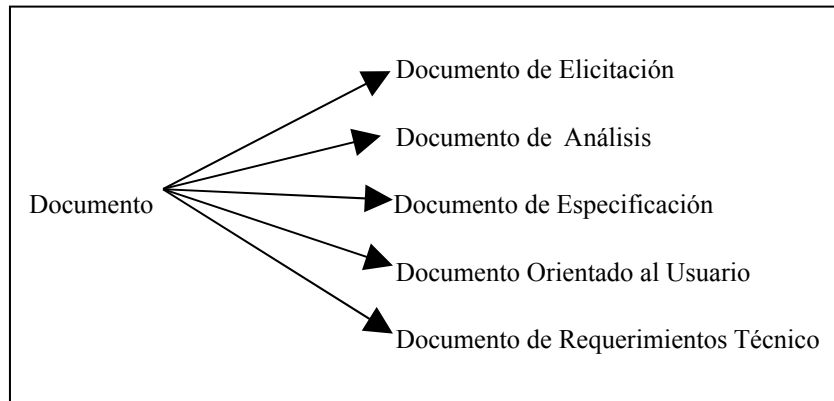 Documento de Elicitación
Documento de Análisis
Documento
Documento de Especificación
Documento Orientado al Usuario
Documento de Requerimientos Técnico